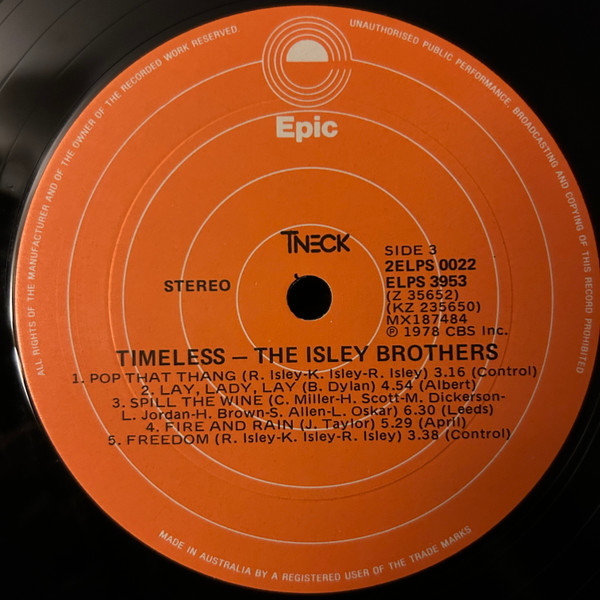 ALL RIGHTS OF THE MANUFACTURER AND OF THE OWNER OF THE RECORDED WORK RESERVED.
UNAUTHORISED PUBLIC PERFORMANCE, BROADCASTING AND COPYING OF THIS RECORD PROHIBITED
Epic
TNECK
SIDE 3
2ELPS 0022
STEREO
ELPS 3953
(Z 35652)
(KZ 235650)
MX187484
℗ 1978 CBS Inc.
TIMELESS – THE ISLEY BROTHERS
1. POP THAT THANG (R. Isley-K. Isley-R. Isley) 3.16 (Control)
2. LAY, LADY, LAY (B. Dylan) 4.54 (Albert)
3. SPILL THE WINE (C. Miller-H. Scott-M. Dickerson-
L. Jordan-H. Brown-S. Allen-L. Oskar) 6.30 (Leeds)
4. FIRE AND RAIN (J. Taylor) 5.29 (April)
5. FREEDOM (R. Isley-K. Isley-R. Isley) 3.38 (Control)
MADE IN AUSTRALIA BY A REGISTERED USER OF THE TRADE MARKS